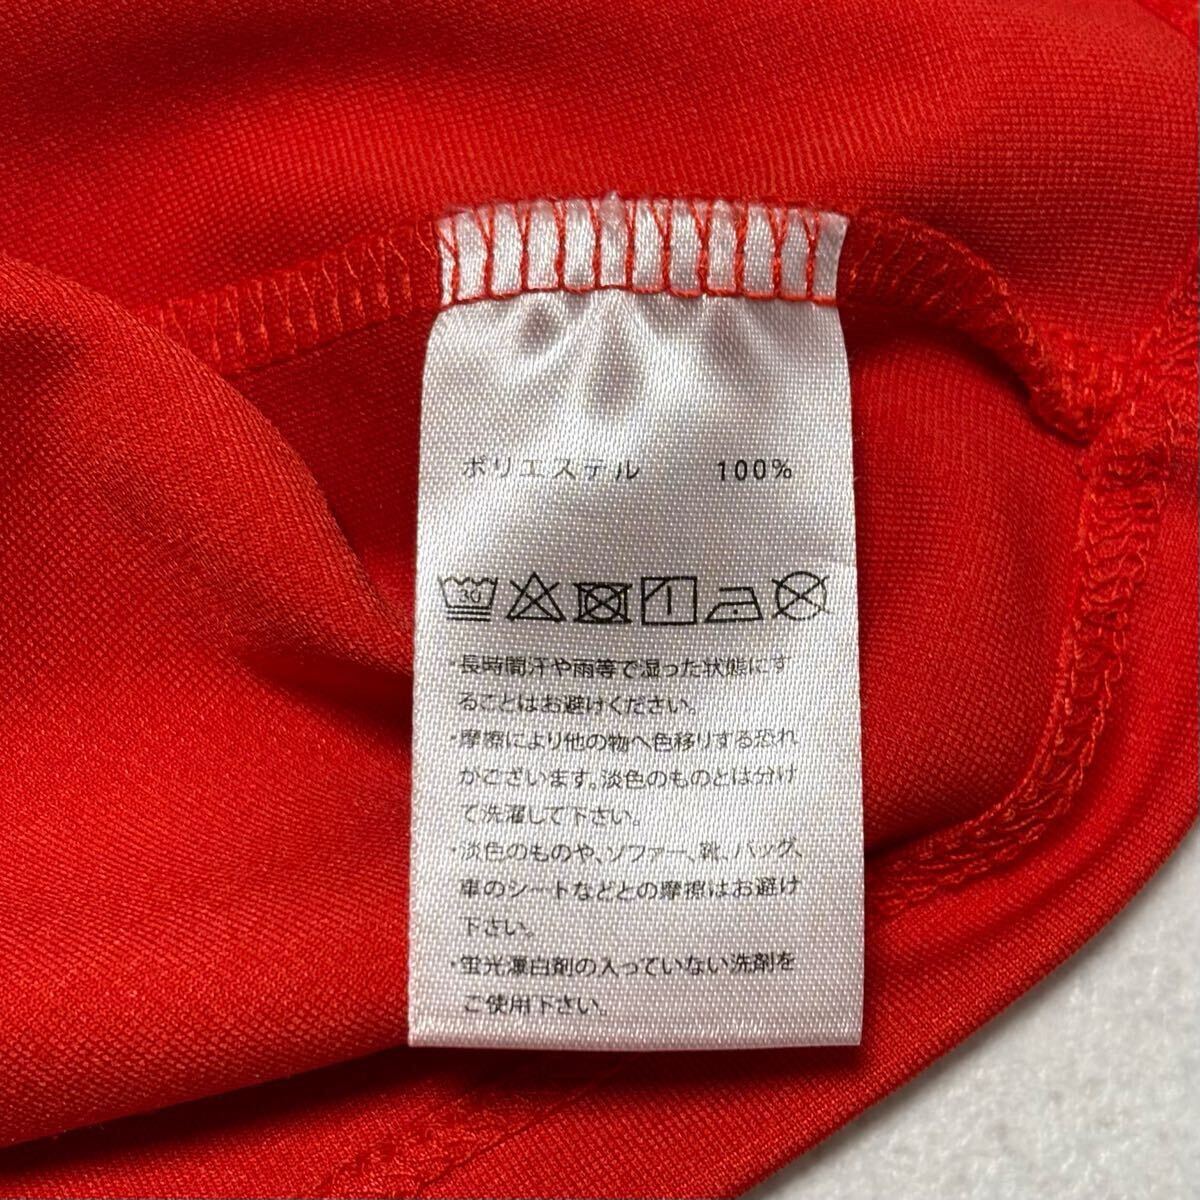 ポリエステル 100%
30
・長時間汗や雨等で湿った状態にす
ることはお避けください。
・摩擦により他の物へ色移りする恐れ
がございます。淡色のものとは分け
て洗濯して下さい。
・淡色のものや、ソファー、靴、バッグ、
車のシートなどとの摩擦はお避け
下さい。
・蛍光漂白剤の入っていない洗剤を
ご使用下さい。